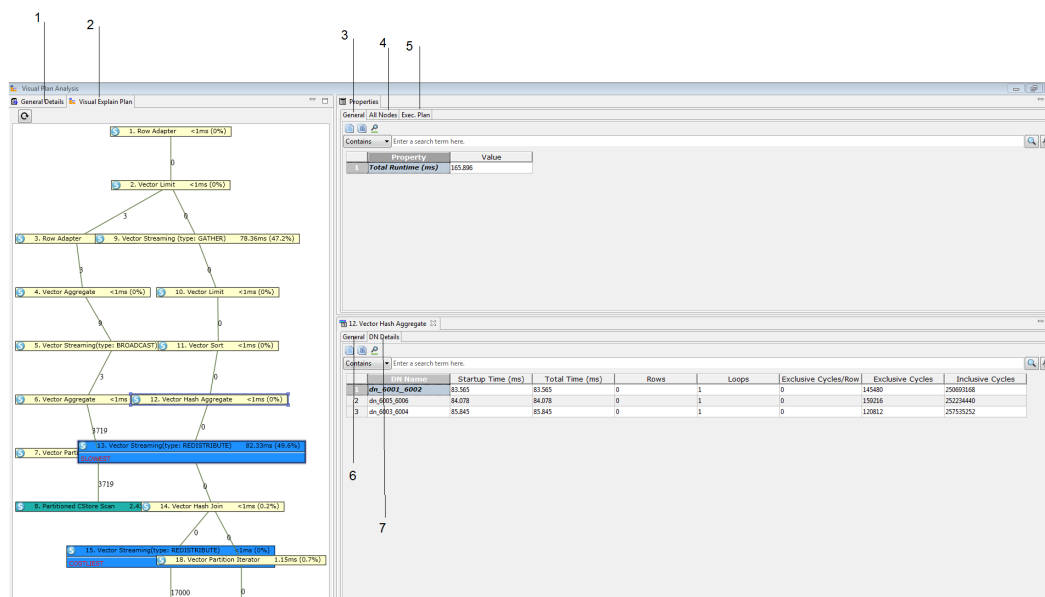 1
2
3
4
5
Visual Plan Analysis
General Details Visual Explain Plan
Properties
General All Nodes Exec. Plan
Contains Enter a search term here.
Property Value
1 Total Runtime (ms) 165.896
1. Row Adapter <1ms (0%)
0
2. Vector Limit <1ms (0%)
3 0
3. Row Adapter
9. Vector Streaming (type: GATHER) 78.36ms (47.2%)
3 0
4. Vector Aggregate <1ms (0%)
10. Vector Limit <1ms (0%)
9 0
5. Vector Streaming(type: BROADCAST)
11. Vector Sort <1ms (0%)
3 0
6. Vector Aggregate <1ms
12. Vector Hash Aggregate <1ms (0%)
3719 0
7. Vector Parti
13. Vector Streaming(type: REDISTRIBUTE) 82.33ms (49.6%)
SLOWEST
3719 0
8. Partitioned CStore Scan 2.4
14. Vector Hash Join <1ms (0.2%)
0 0
15. Vector Streaming(type: REDISTRIBUTE) <1ms (0%)
COSTLIEST
18. Vector Partition Iterator 1.15ms (0.7%)
17000 0
12. Vector Hash Aggregate
General DN Details
Contains Enter a search term here.
DN Name Startup Time (ms) Total Time (ms) Rows Loops Exclusive Cycles/Row Exclusive Cycles Inclusive Cycles
1 dn_6001_6002 83.565 83.565 0 1 0 145480 250693168
2 dn_6005_6006 84.078 84.078 0 1 0 159216 252234440
3 dn_6003_6004 85.845 85.845 0 1 0 120812 257535252
6
7